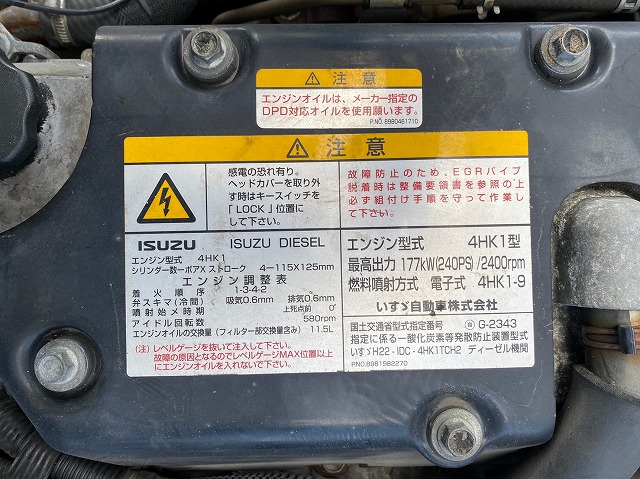 注意
エンジンオイルは、メーカー指定の
DPD対応オイルを使用願います。
P.NO. 8980461710
注意
感電の恐れ有り。
ヘッドカバーを取り外
す時はキースイッチを
「LOCK」位置に
して下さい。
故障防止のため、EGRパイプ
脱着時は整備要領書を参照の上
必ず組付け手順を守って作業し
て下さい。
ISUZU ISUZU DIESEL
エンジン型式 4HK1
シリンダー数ーボアXストローク 4－115X125mm
エンジン調整表
着火順序 1-3-4-2
弁スキマ(冷間) 吸気0.6mm 排気0.6mm
噴射始メ時期 上死点前 0°
アイドル回転数 580rpm
エンジンオイルの交換量(フィルター部交換量含み) 11.5L
(注)レベルゲージを抜いて注入して下さい。
故障の原因となるのでレベルゲージMAX位置以上
にエンジンオイルを入れないで下さい。
エンジン型式 4HK1型
最高出力 177kW(240PS)/2400rpm
燃料噴射方式 電子式 4HK1-9
いすゞ自動車株式会社
国土交通省型式指定番号 G-2343
指定に係る一酸化炭素等発散防止装置型式
いすゞH22-IDC-4HK1TCH2 ディーゼル機関
P.NO.8981982270